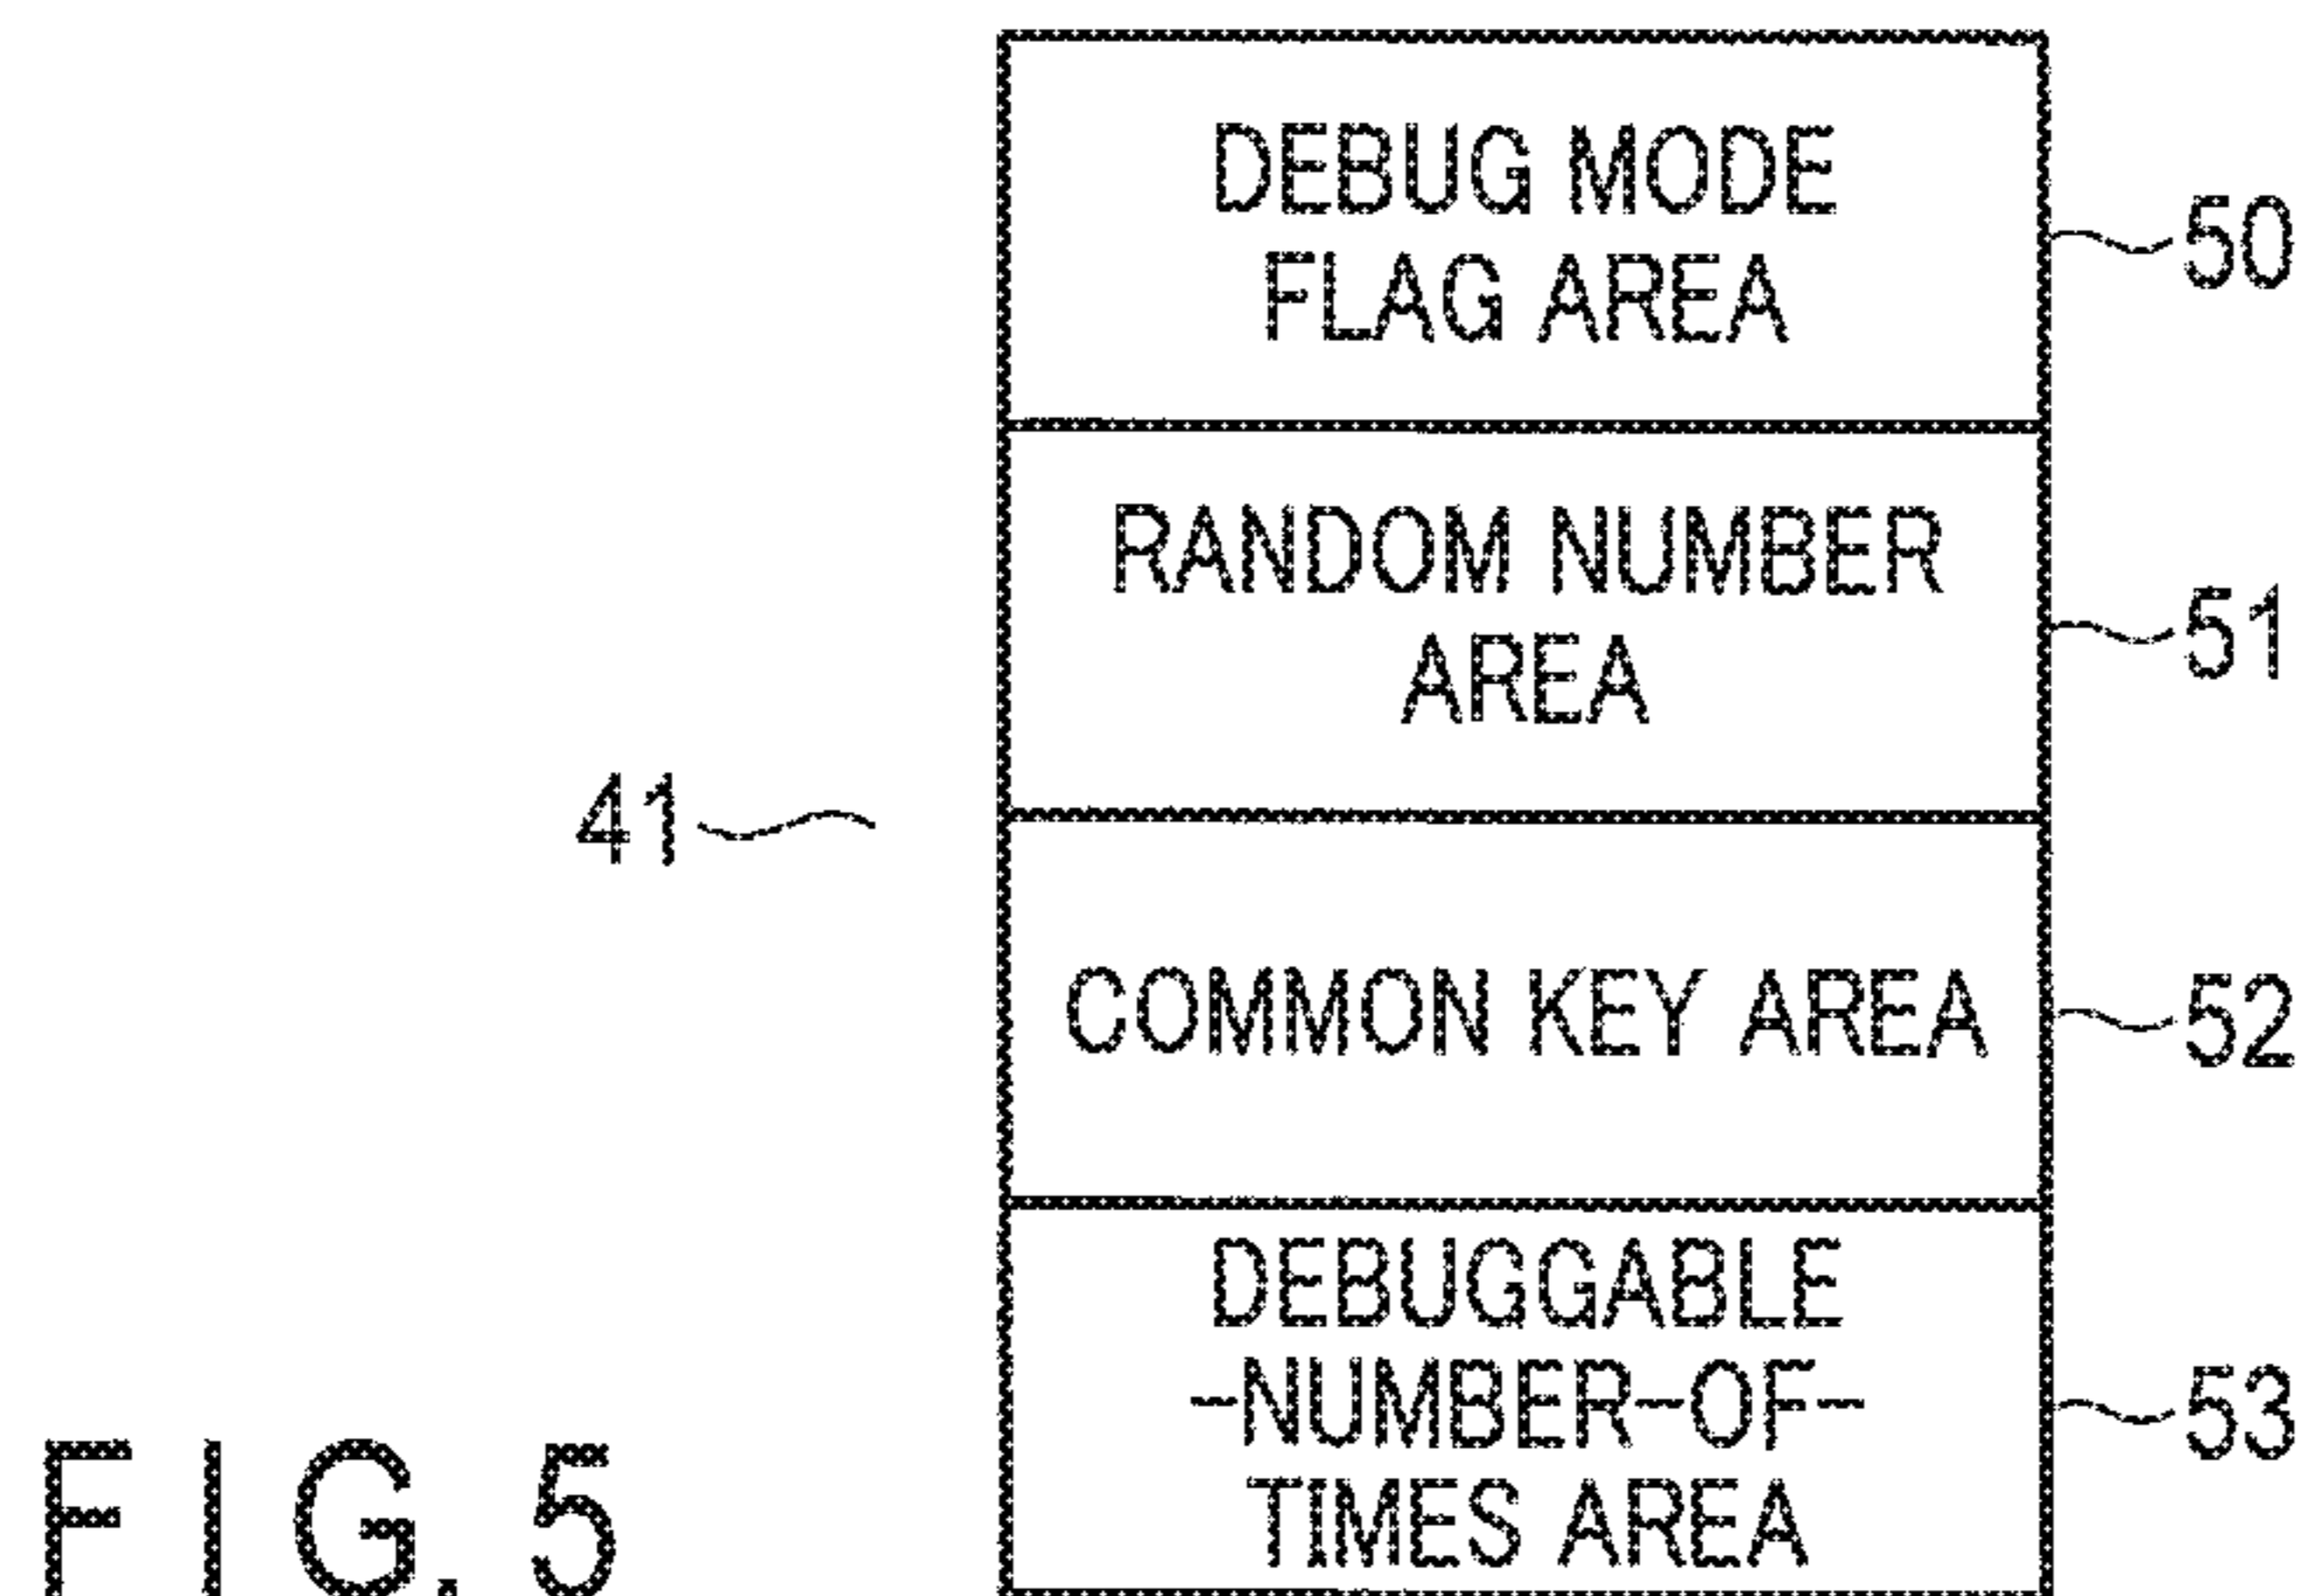 DEBUG MODE
FLAG AREA
50
RANDOM NUMBER
AREA
51
41
COMMON KEY AREA
52
DEBUGGABLE
-NUMBER-OF-
TIMES AREA
53
FIG. 5